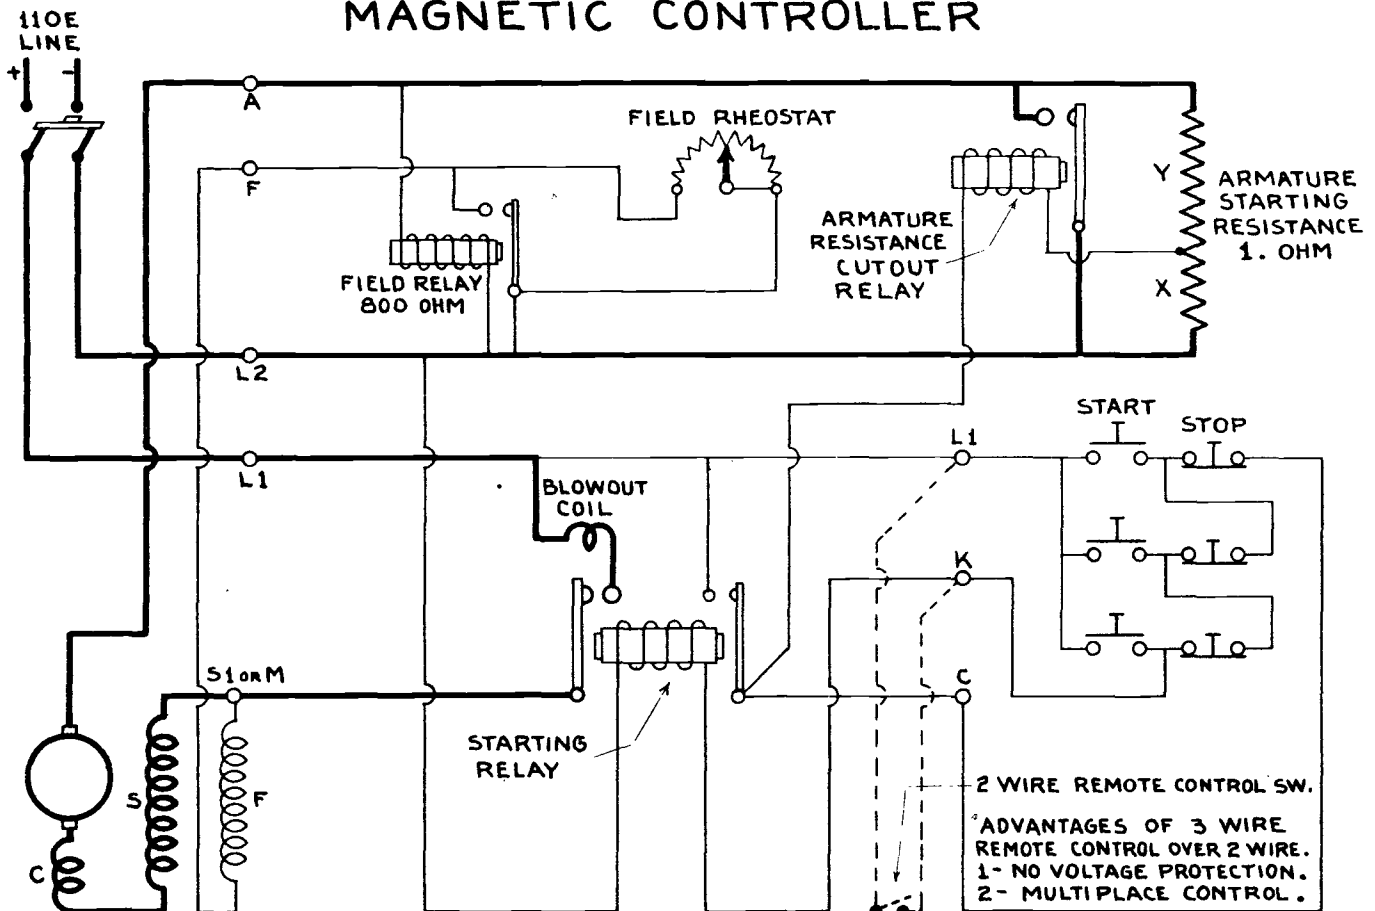 MAGNETIC CONTROLLER
110E
LINE
+ -
A
FIELD RHEOSTAT
F
Y
ARMATURE
STARTING
RESISTANCE
1. OHM
ARMATURE
RESISTANCE
CUTOUT
RELAY
FIELD RELAY
800 OHM
X
L2
START
STOP
L1
L1
BLOWOUT
COIL
K
S1 OR M
C
STARTING
RELAY
2 WIRE REMOTE CONTROL SW.
S
F
ADVANTAGES OF 3 WIRE
REMOTE CONTROL OVER 2 WIRE.
1- NO VOLTAGE PROTECTION.
2- MULTIPLACE CONTROL.
C